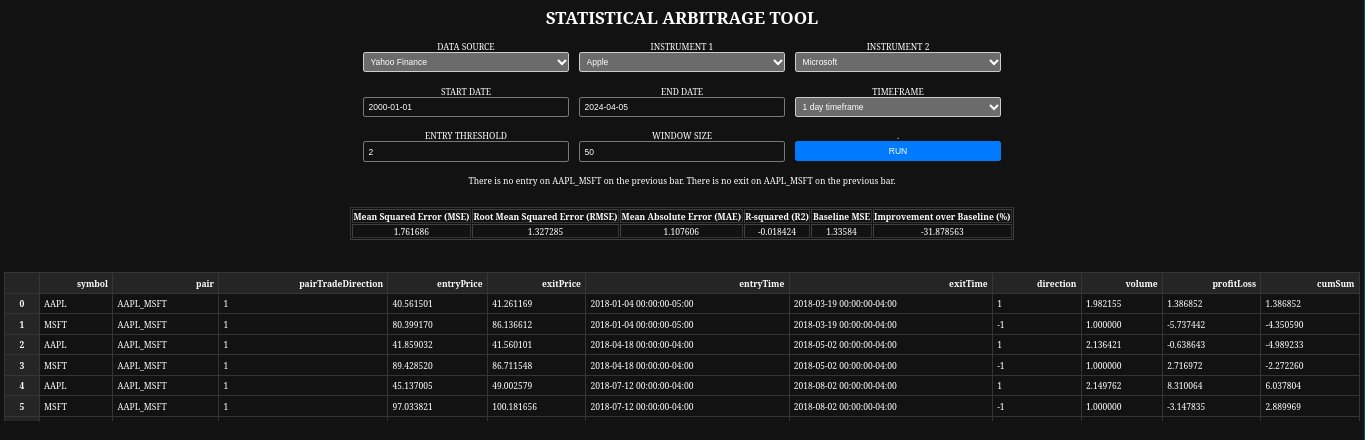 STATISTICAL ARBITRAGE TOOL
DATA SOURCE INSTRUMENT 1 INSTRUMENT 2
Yahoo Finance Apple Microsoft
START DATE END DATE TIMEFRAME
2000-01-01 2024-04-05 1 day timeframe
ENTRY THRESHOLD WINDOW SIZE -
2 50 RUN
There is no entry on AAPL_MSFT on the previous bar. There is no exit on AAPL_MSFT on the previous bar.
Mean Squared Error (MSE) Root Mean Squared Error (RMSE) Mean Absolute Error (MAE) R-squared (R2) Baseline MSE Improvement over Baseline (%)
1.761686 1.327285 1.107606 -0.018424 1.33584 -31.878563
symbol pair pairTradeDirection entryPrice exitPrice entryTime exitTime direction volume profitLoss cumSum
0 AAPL AAPL_MSFT 1 40.561501 41.261169 2018-01-04 00:00:00-05:00 2018-03-19 00:00:00-04:00 1 1.982155 1.386852 1.386852
1 MSFT AAPL_MSFT 1 80.399170 86.136612 2018-01-04 00:00:00-05:00 2018-03-19 00:00:00-04:00 -1 1.000000 -5.737442 -4.350590
2 AAPL AAPL_MSFT 1 41.859032 41.560101 2018-04-18 00:00:00-04:00 2018-05-02 00:00:00-04:00 1 2.136421 -0.638643 -4.989233
3 MSFT AAPL_MSFT 1 89.428520 86.711548 2018-04-18 00:00:00-04:00 2018-05-02 00:00:00-04:00 -1 1.000000 2.716972 -2.272260
4 AAPL AAPL_MSFT 1 45.137005 49.002579 2018-07-12 00:00:00-04:00 2018-08-02 00:00:00-04:00 1 2.149762 8.310064 6.037804
5 MSFT AAPL_MSFT 1 97.033821 100.181656 2018-07-12 00:00:00-04:00 2018-08-02 00:00:00-04:00 -1 1.000000 -3.147835 2.889969